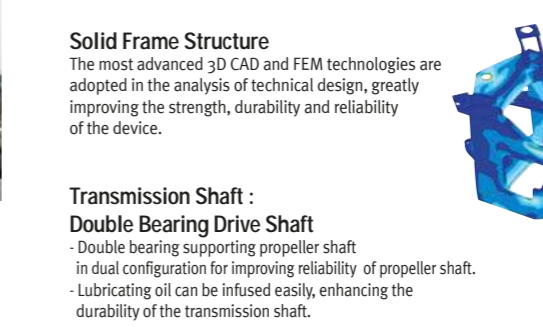 Solid Frame Structure
The most advanced 3D CAD and FEM technologies are
adopted in the analysis of technical design, greatly
improving the strength, durability and reliability
of the device.
Transmission Shaft :
Double Bearing Drive Shaft
- Double bearing supporting propeller shaft
in dual configuration for improving reliability of propeller shaft.
- Lubricating oil can be infused easily, enhancing the
durability of the transmission shaft.